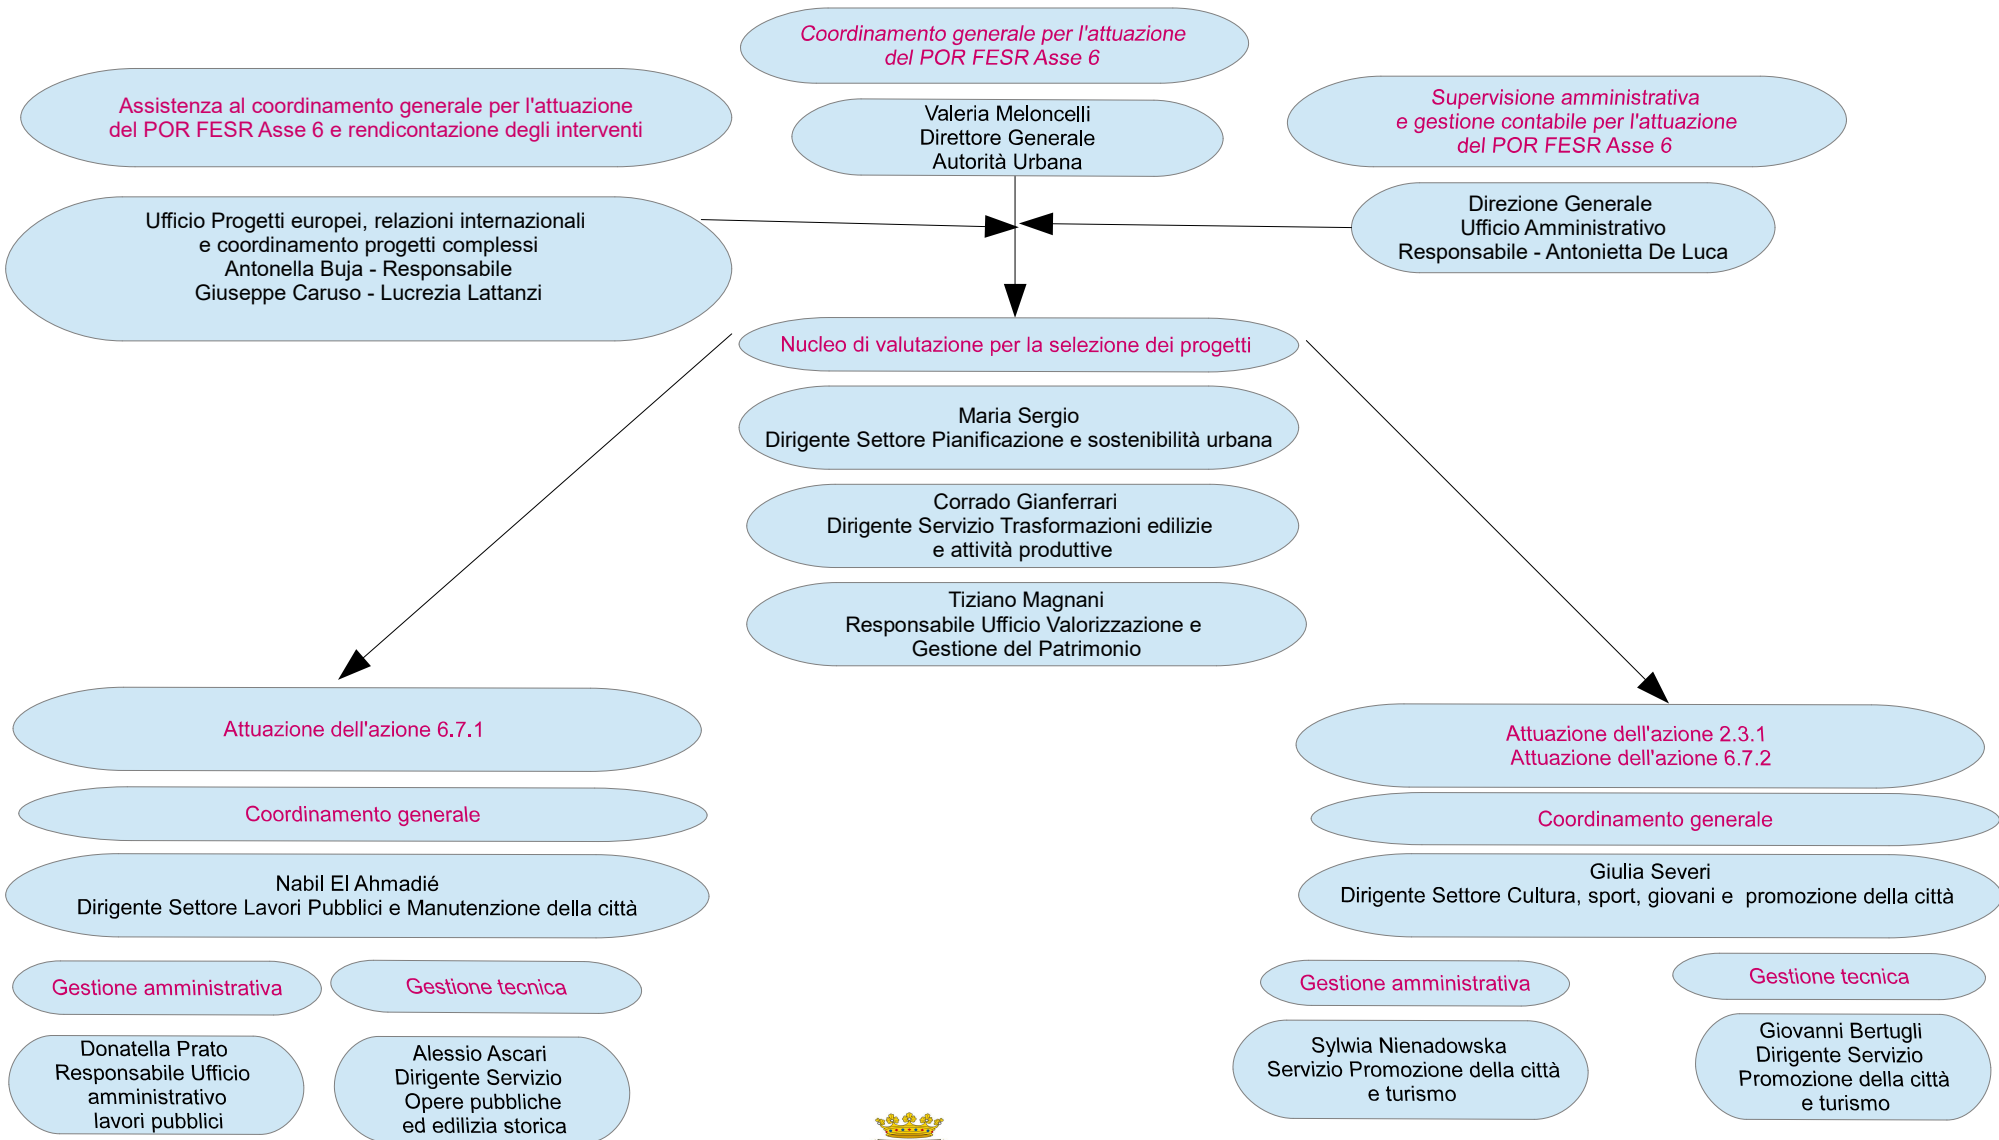 Coordinamento generale per l'attuazione
del POR FESR Asse 6
Valeria Meloncelli
Direttore Generale
Autorità Urbana
Assistenza al coordinamento generale per l'attuazione
del POR FESR Asse 6 e rendicontazione degli interventi
Ufficio Progetti europei, relazioni internazionali
e coordinamento progetti complessi
Antonella Buja - Responsabile
Giuseppe Caruso - Lucrezia Lattanzi
Supervisione amministrativa
e gestione contabile per l'attuazione
del POR FESR Asse 6
Direzione Generale
Ufficio Amministrativo
Responsabile - Antonietta De Luca
Nucleo di valutazione per la selezione dei progetti
Maria Sergio
Dirigente Settore Pianificazione e sostenibilità urbana
Corrado Gianferrari
Dirigente Servizio Trasformazioni edilizie
e attività produttive
Tiziano Magnani
Responsabile Ufficio Valorizzazione e
Gestione del Patrimonio
Attuazione dell'azione 6.7.1
Coordinamento generale
Nabil El Ahmadié
Dirigente Settore Lavori Pubblici e Manutenzione della città
Gestione amministrativa
Donatella Prato
Responsabile Ufficio
amministrativo
lavori pubblici
Gestione tecnica
Alessio Ascari
Dirigente Servizio
Opere pubbliche
ed edilizia storica
Attuazione dell'azione 2.3.1
Attuazione dell'azione 6.7.2
Coordinamento generale
Giulia Severi
Dirigente Settore Cultura, sport, giovani e promozione della città
Gestione amministrativa
Sylwia Nienadowska
Servizio Promozione della città
e turismo
Gestione tecnica
Giovanni Bertugli
Dirigente Servizio
Promozione della città
e turismo